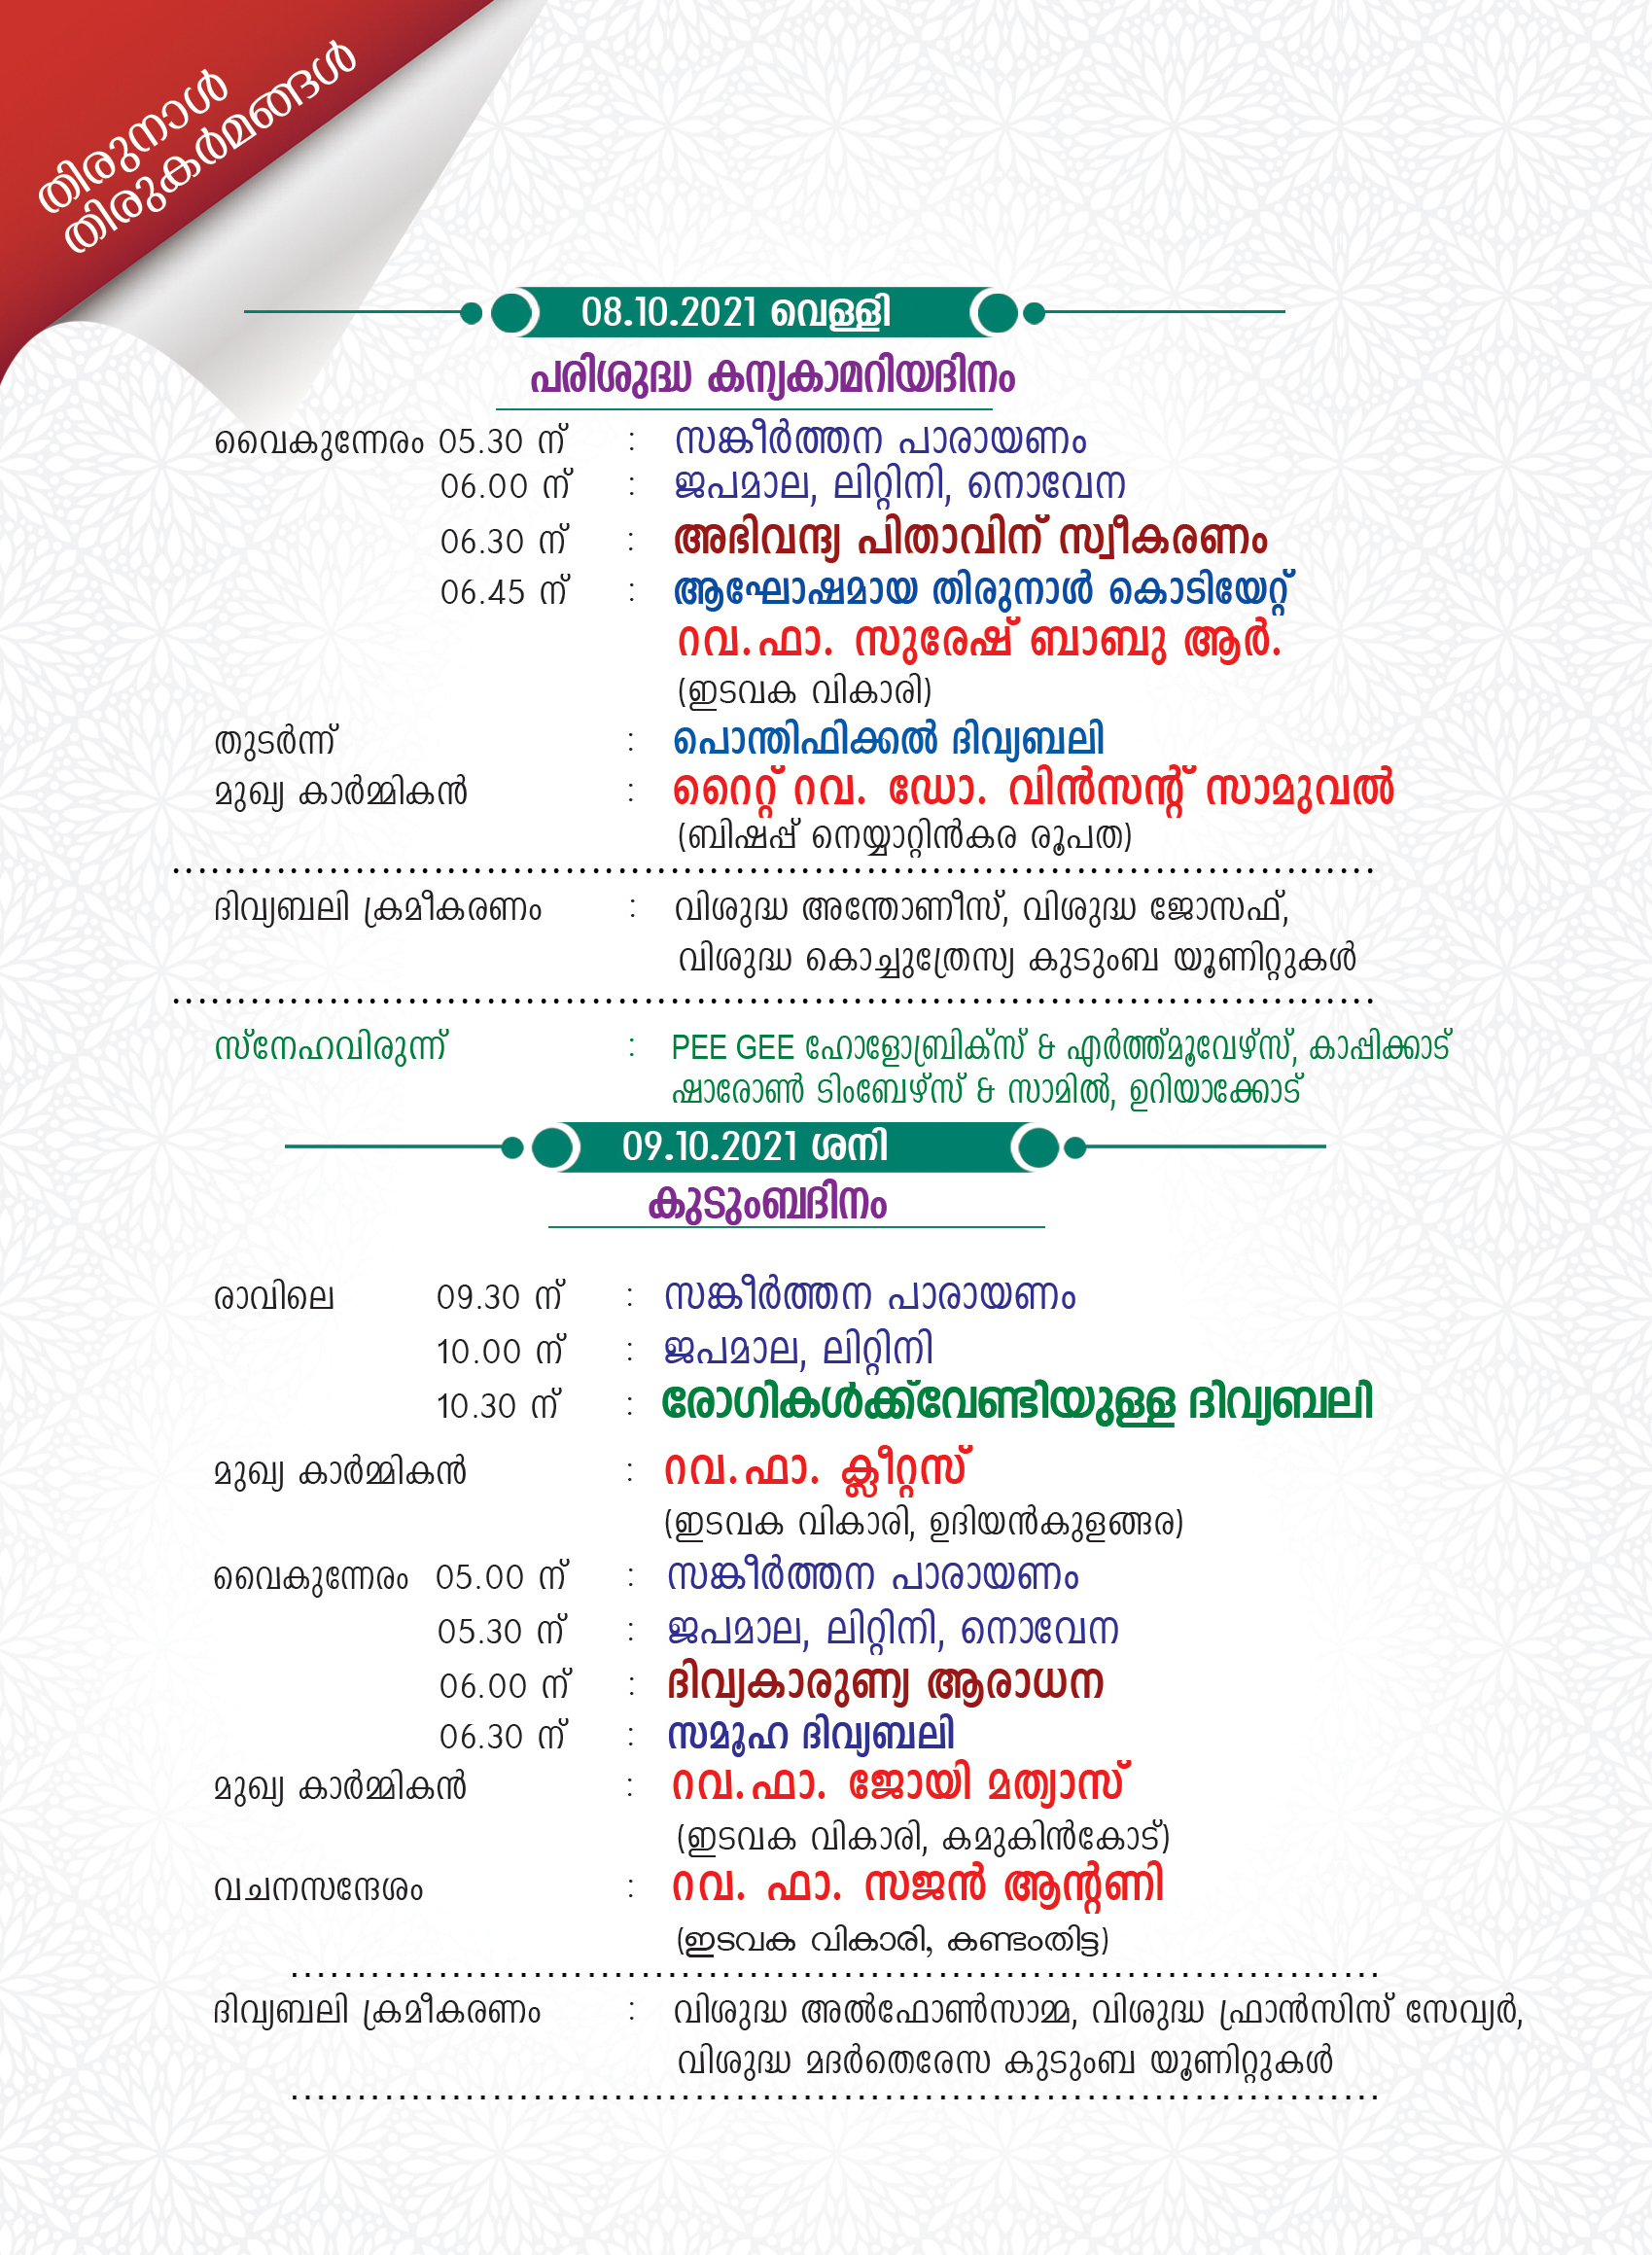 തിരുനാൾ
തിരുകർമങ്ങൾ
08.10.2021 വെള്ളി
പരിശുദ്ധ കന്യകാമറിയദിനം
വൈകുന്നേരം 05.30 ന് : സങ്കീർത്തന പാരായണം
06.00 ന് : ജപമാല, ലിറ്റിനി, നൊവേന
06.30 ന് : അഭിവന്ദ്യ പിതാവിന് സ്വീകരണം
06.45 ന് : ആഘോഷമായ തിരുനാൾ കൊടിയേറ്റ്
റവ.ഫാ. സുരേഷ് ബാബു ആർ.
(ഇടവക വികാരി)
തുടർന്ന് : പൊന്തിഫിക്കൽ ദിവ്യബലി
മുഖ്യ കാർമ്മികൻ : റൈറ്റ് റവ. ഡോ. വിൻസന്റ് സാമുവൽ
(ബിഷപ്പ് നെയ്യാറ്റിൻകര രൂപത)
ദിവ്യബലി ക്രമീകരണം : വിശുദ്ധ അന്തോണീസ്, വിശുദ്ധ ജോസഫ്,
വിശുദ്ധ കൊച്ചുത്രേസ്യ കുടുംബ യൂണിറ്റുകൾ
സ്നേഹവിരുന്ന് : PEE GEE ഹോളോബ്രിക്സ് & എർത്ത്മൂവേഴ്സ്, കാപ്പിക്കാട്
ഷാരോൺ ടിംബേഴ്സ് & സാമിൽ, ഉറിയാക്കോട്
09.10.2021 ശനി
കുടുംബദിനം
രാവിലെ 09.30 ന് : സങ്കീർത്തന പാരായണം
10.00 ന് : ജപമാല, ലിറ്റിനി
10.30 ന് : രോഗികൾക്ക്‌വേണ്ടിയുള്ള ദിവ്യബലി
മുഖ്യ കാർമ്മികൻ : റവ.ഫാ. ക്ലീറ്റസ്
(ഇടവക വികാരി, ഉദിയൻകുളങ്ങര)
വൈകുന്നേരം 05.00 ന് : സങ്കീർത്തന പാരായണം
05.30 ന് : ജപമാല, ലിറ്റിനി, നൊവേന
06.00 ന് : ദിവ്യകാരുണ്യ ആരാധന
06.30 ന് : സമൂഹ ദിവ്യബലി
മുഖ്യ കാർമ്മികൻ : റവ.ഫാ. ജോയി മത്യാസ്
(ഇടവക വികാരി, കമുകിൻകോട്)
വചനസന്ദേശം : റവ. ഫാ. സജൻ ആന്റണി
(ഇടവക വികാരി, കണ്ടംതിട്ട)
ദിവ്യബലി ക്രമീകരണം : വിശുദ്ധ അൽഫോൺസാമ്മ, വിശുദ്ധ ഫ്രാൻസിസ് സേവ്യർ,
വിശുദ്ധ മദർതെരേസ കുടുംബ യൂണിറ്റുകൾ